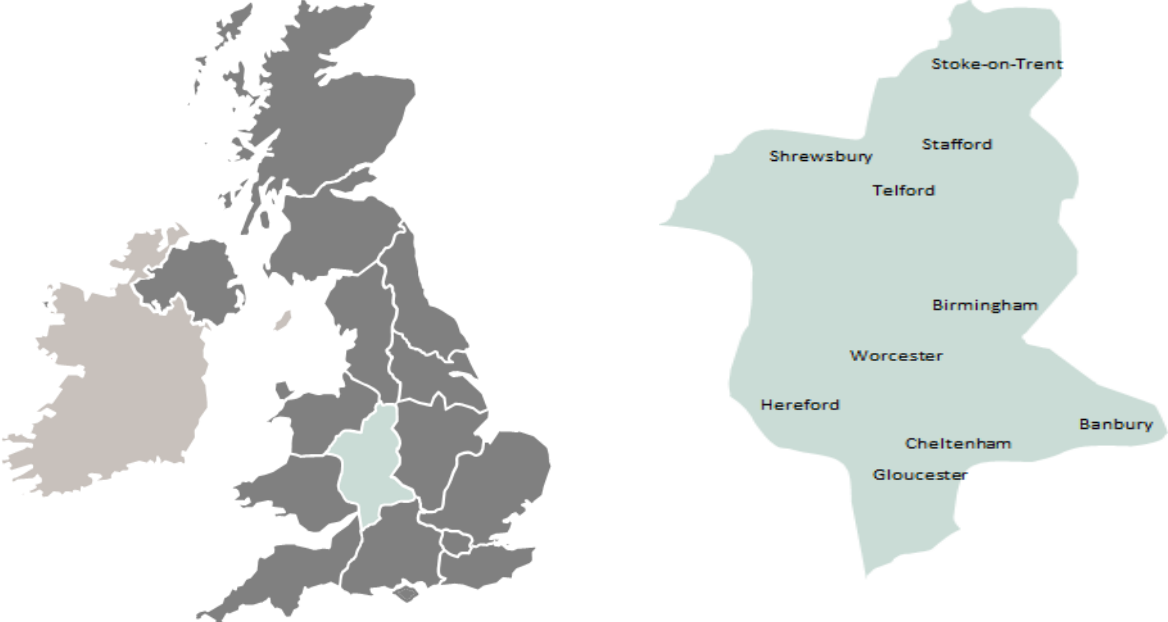 Stoke-on-Trent
Stafford
Shrewsbury
Telford
Birmingham
Worcester
Hereford
Banbury
Cheltenham
Gloucester